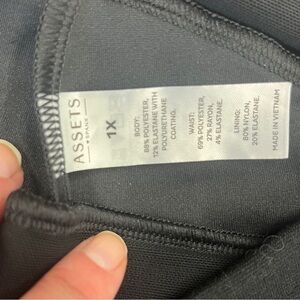 ASSETS
SPANX
1X
BODY:
88% POLYESTER,
12% ELASTANE WITH
POLYURETHANE
COATING.
WAIST:
69% POLYESTER,
27% RAYON,
4% ELASTANE.
LINING:
80% NYLON,
20% ELASTANE.
MADE IN VIETNAM